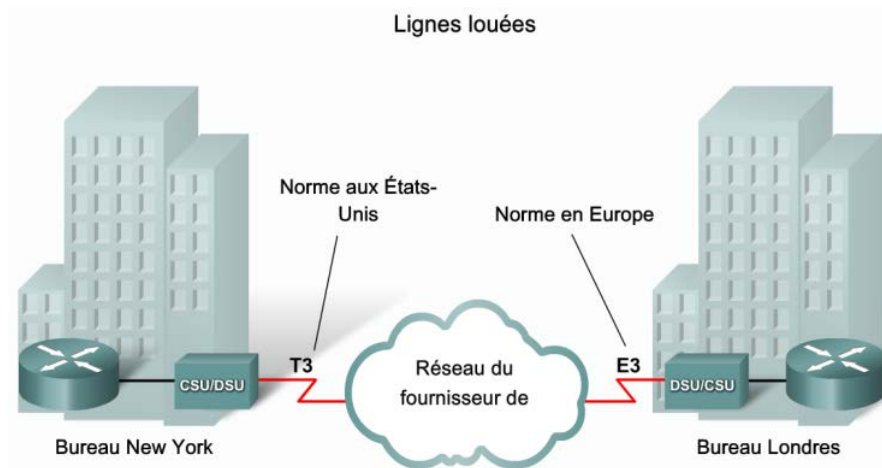 Lignes louées
Norme aux États-
Unis
Norme en Europe
T3
E3
CSU/DSU
Réseau du
fournisseur de
DSU/CSU
Bureau New York
Bureau Londres